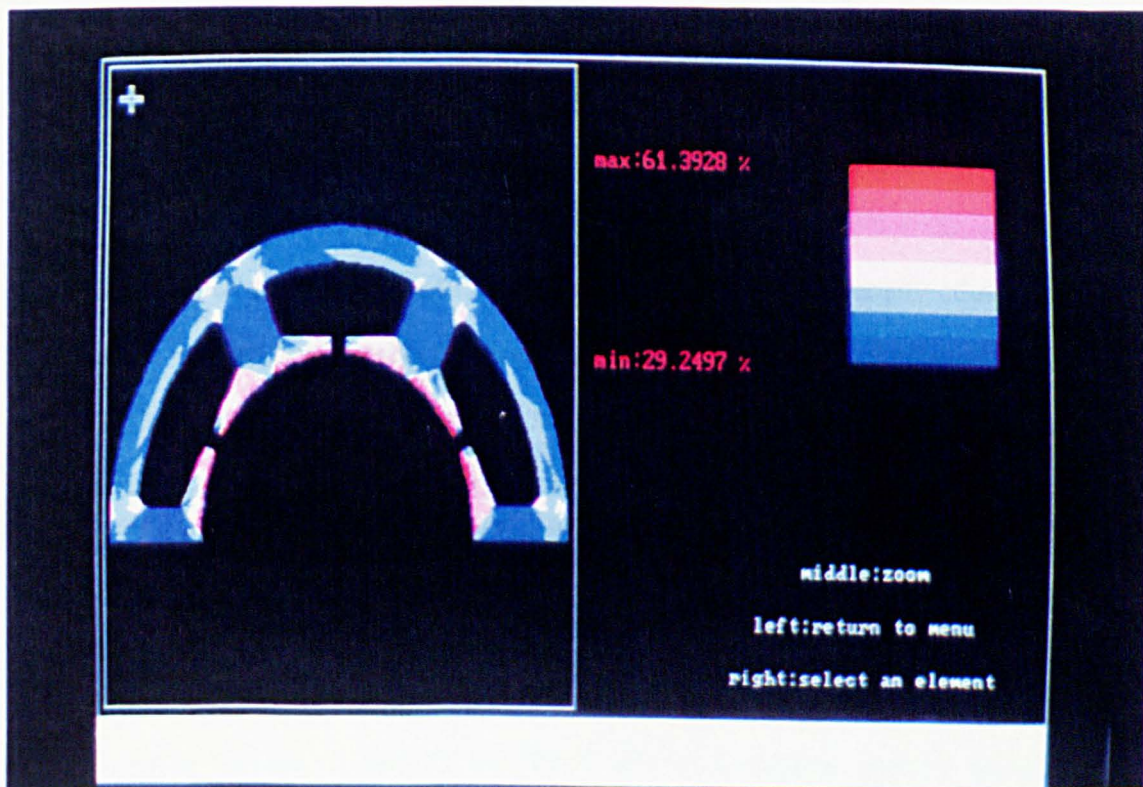 max:61.3928 %
min:29.2497 %
middle:zoom
left:return to menu
right:select an element